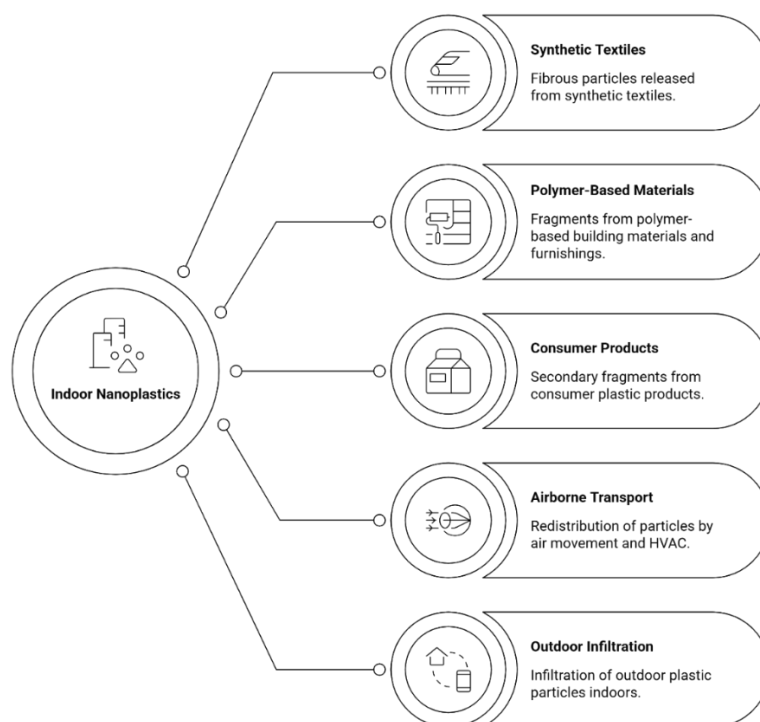 Indoor Nanoplastics
Synthetic Textiles
Fibrous particles released
from synthetic textiles.
Polymer-Based Materials
Fragments from polymer-
based building materials and
furnishings.
Consumer Products
Secondary fragments from
consumer plastic products.
Airborne Transport
Redistribution of particles by
air movement and HVAC.
Outdoor Infiltration
Infiltration of outdoor plastic
particles indoors.